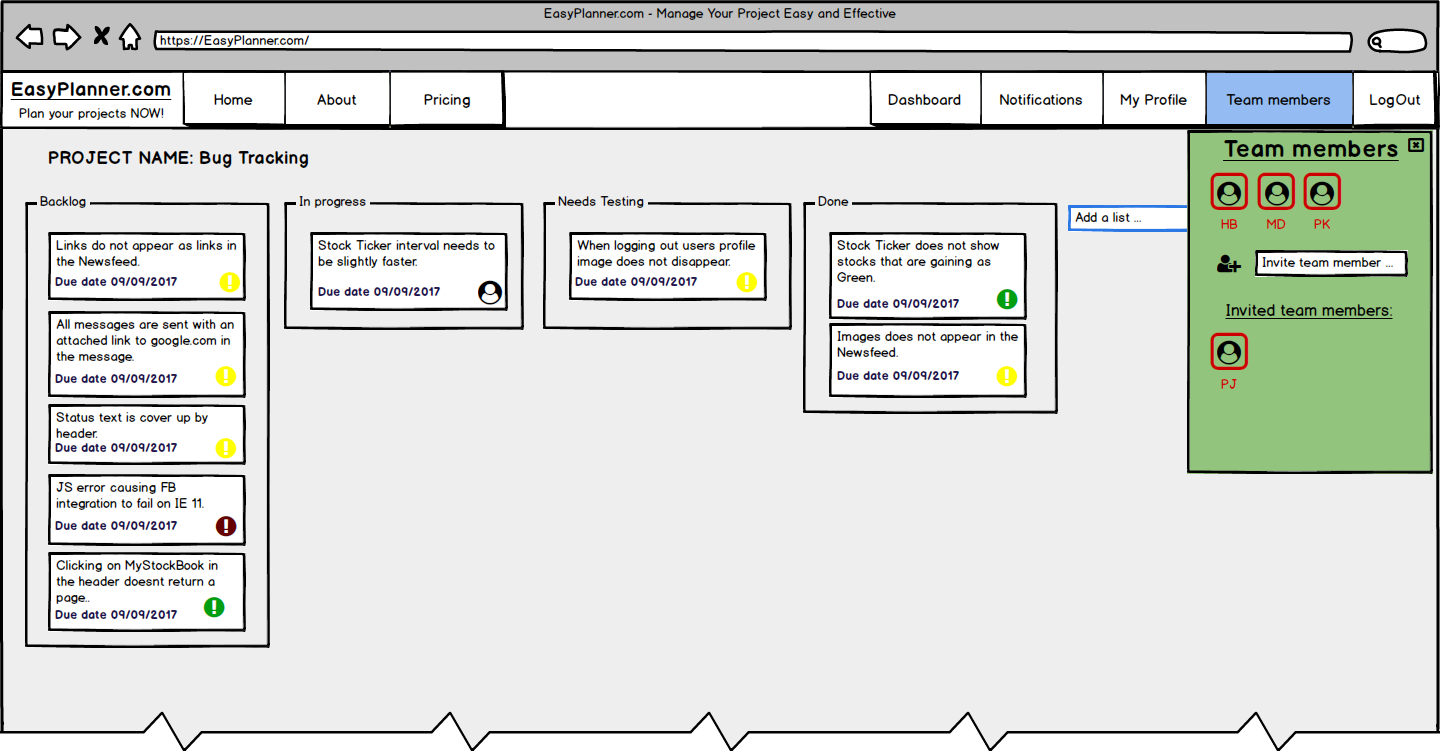 EasyPlanner.com - Manage Your Project Easy and Effective
https://EasyPlanner.com/
EasyPlanner.com
Plan your projects NOW!
Home
About
Pricing
Dashboard
Notifications
My Profile
Team members
LogOut
PROJECT NAME: Bug Tracking
Backlog
Links do not appear as links in
the Newsfeed.
Due date 09/09/2017
All messages are sent with an
attached link to google.com in
the message.
Due date 09/09/2017
Status text is cover up by
header.
Due date 09/09/2017
JS error causing FB
integration to fail on IE 11.
Due date 09/09/2017
Clicking on MyStockBook in
the header doesnt return a
page..
Due date 09/09/2017
In progress
Stock Ticker interval needs to
be slightly faster.
Due date 09/09/2017
Needs Testing
When logging out users profile
image does not disappear.
Due date 09/09/2017
Done
Stock Ticker does not show
stocks that are gaining as
Green.
Due date 09/09/2017
Images does not appear in the
Newsfeed.
Due date 09/09/2017
Add a list ...
Team members
HB
MD
PK
Invite team member ...
Invited team members:
PJ